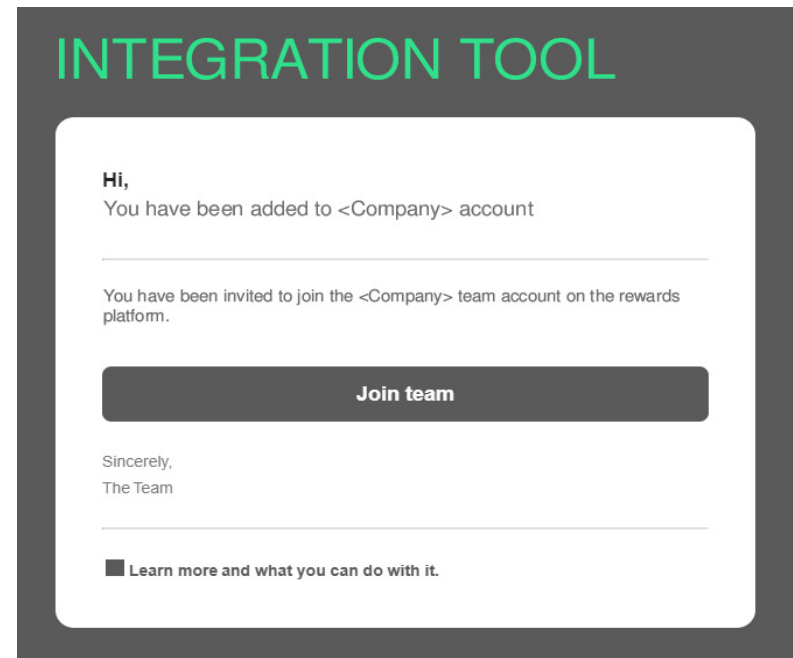 INTEGRATION TOOL
Hi,
You have been added to <Company> account
You have been invited to join the <Company> team account on the rewards
platform.
Join team
Sincerely,
The Team
Learn more and what you can do with it.